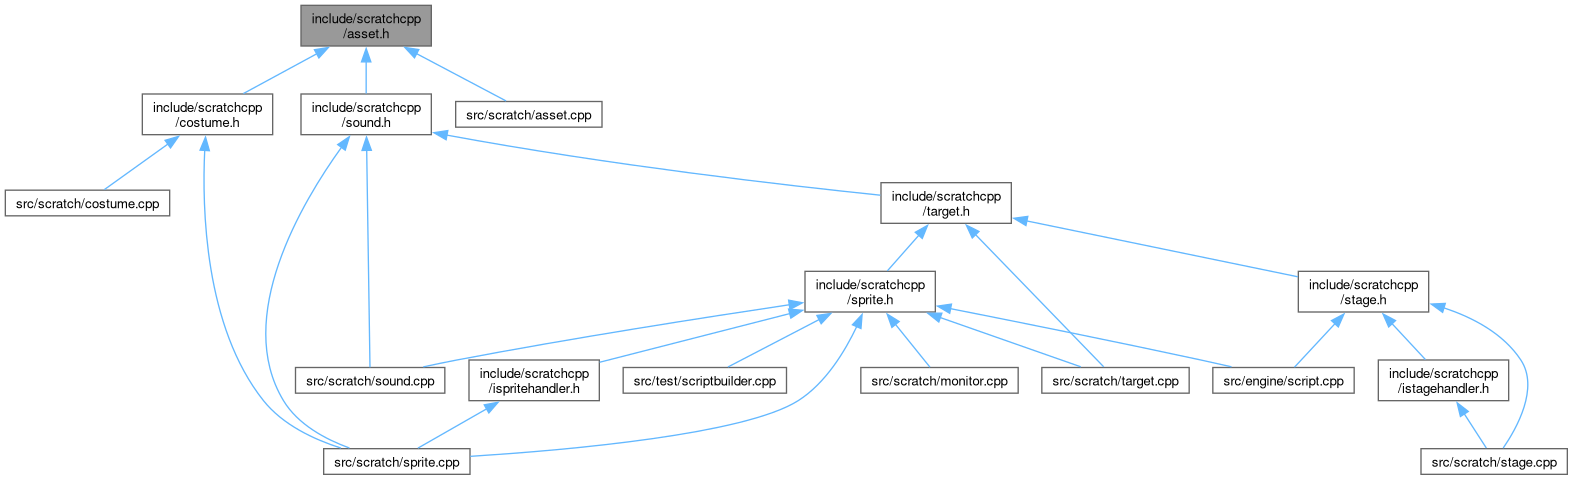 include/scratchcpp
/asset.h
include/scratchcpp
/costume.h
include/scratchcpp
/sound.h
src/scratch/asset.cpp
src/scratch/costume.cpp
include/scratchcpp
/target.h
include/scratchcpp
/sprite.h
include/scratchcpp
/stage.h
src/scratch/sound.cpp
include/scratchcpp
/ispritehandler.h
src/test/scriptbuilder.cpp
src/scratch/monitor.cpp
src/scratch/target.cpp
src/engine/script.cpp
include/scratchcpp
/istagehandler.h
src/scratch/sprite.cpp
src/scratch/stage.cpp